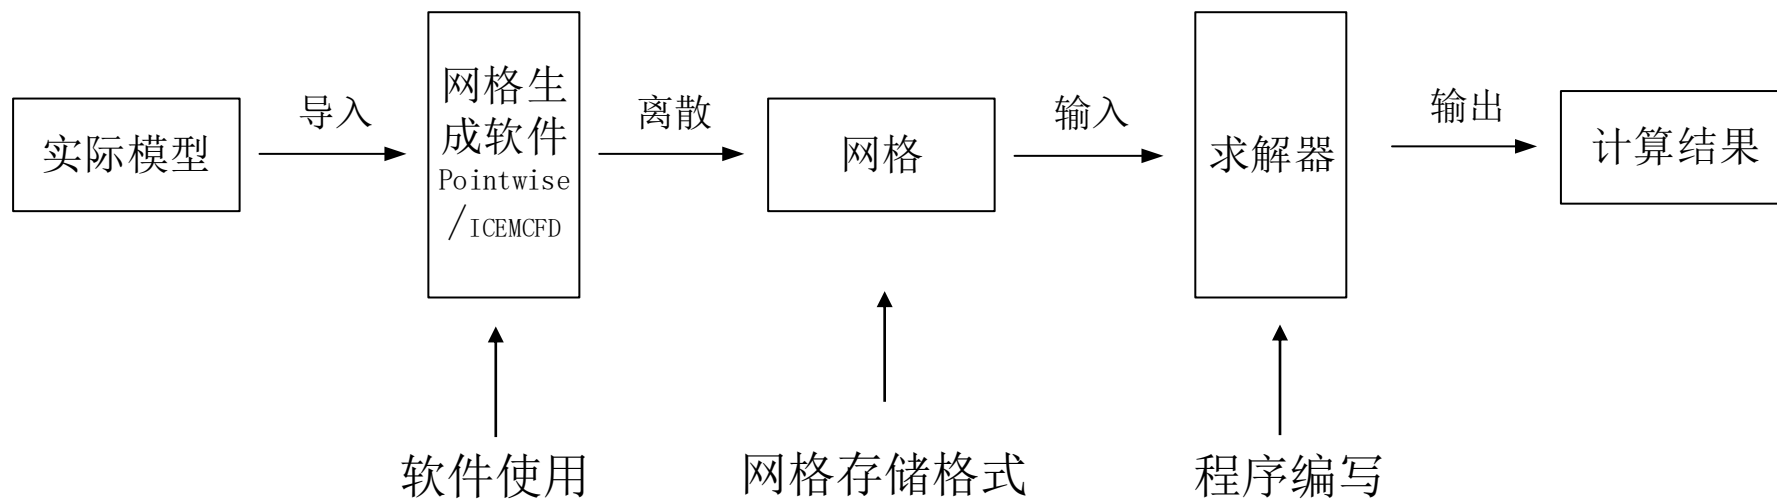 实际模型
导入
网格生
成软件
Pointwise
/ICEMCFD
离散
网格
输入
求解器
输出
计算结果
软件使用
网格存储格式
程序编写